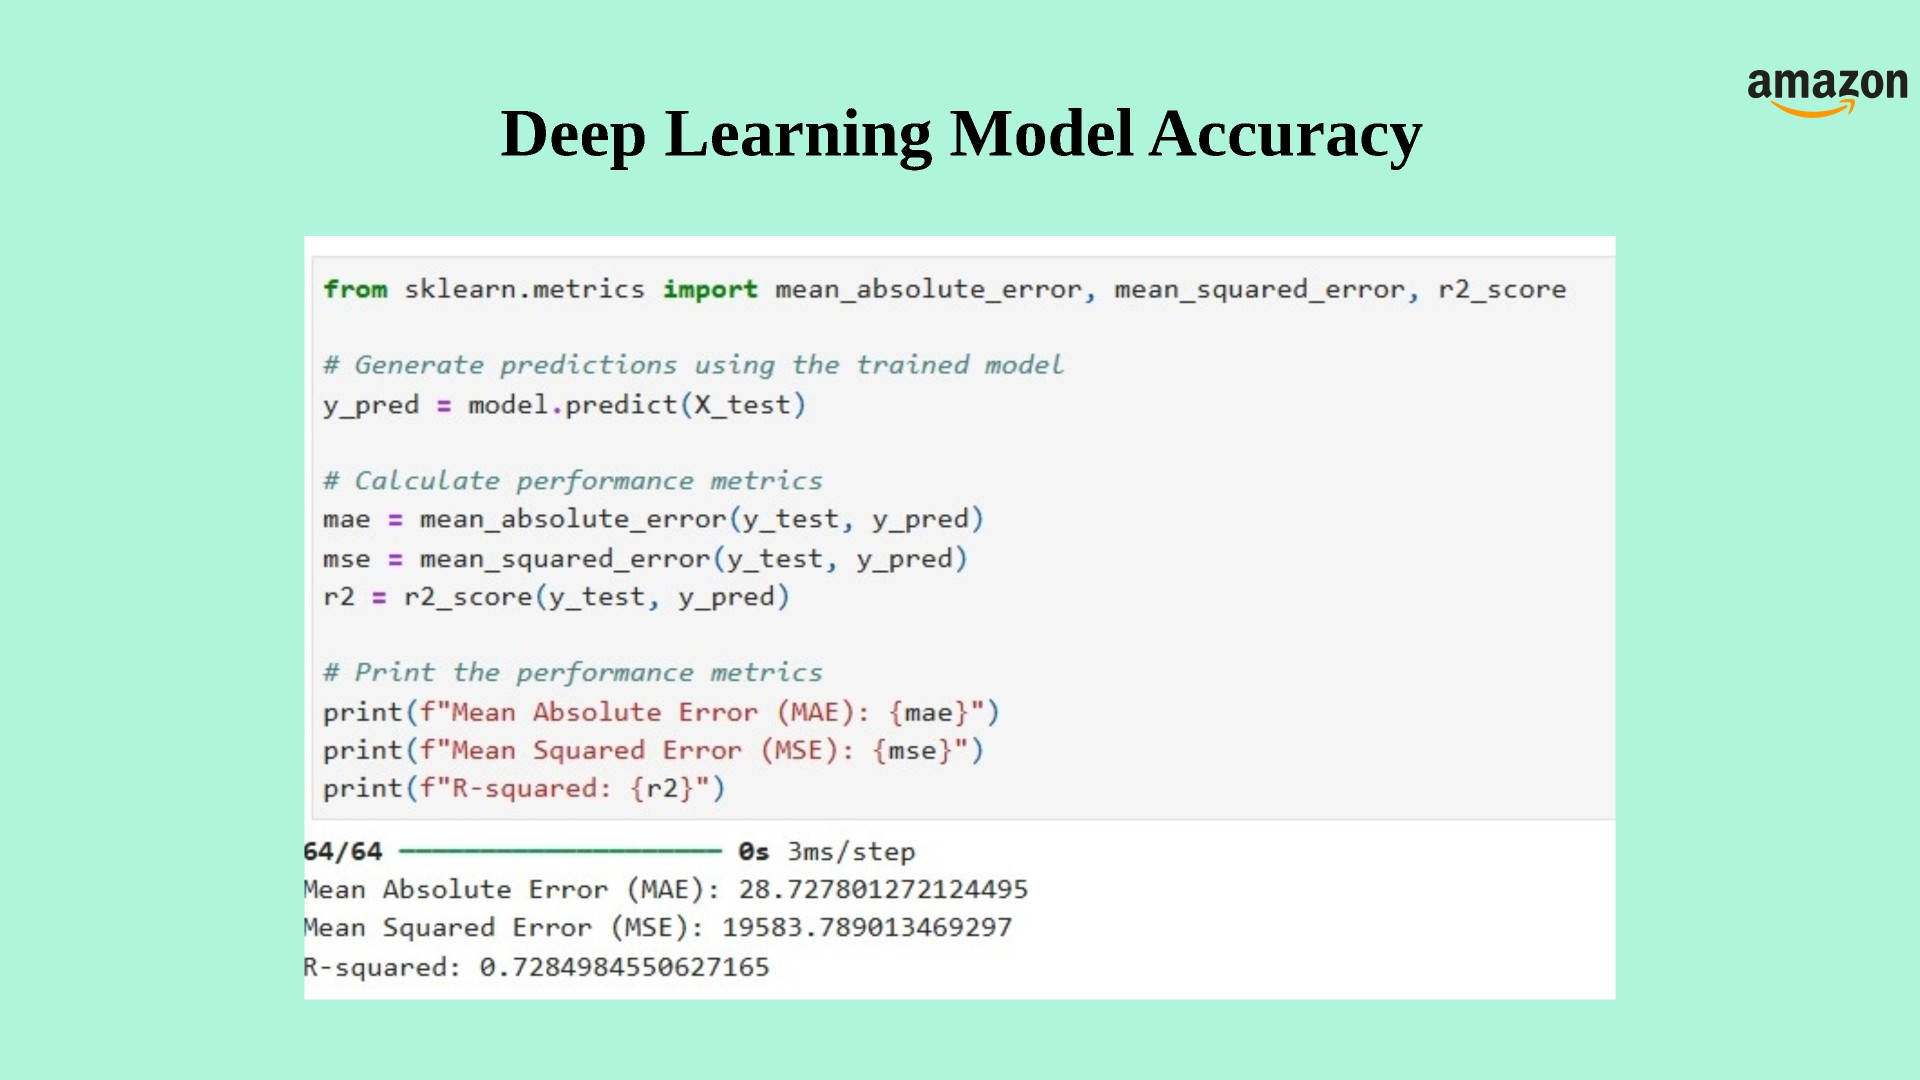 amazon
Deep Learning Model Accuracy
from sklearn.metrics import mean_absolute_error, mean_squared_error, r2_score
# Generate predictions using the trained model
y_pred = model.predict(X_test)
# Calculate performance metrics
mae = mean_absolute_error(y_test, y_pred)
mse = mean_squared_error(y_test, y_pred)
r2 = r2_score(y_test, y_pred)
# Print the performance metrics
print(f"Mean Absolute Error (MAE): {mae}")
print(f"Mean Squared Error (MSE): {mse}")
print(f"R-squared: {r2}")
64/64 0s 3ms/step
Mean Absolute Error (MAE): 28.727801272124495
Mean Squared Error (MSE): 19583.789013469297
R-squared: 0.7284984550627165